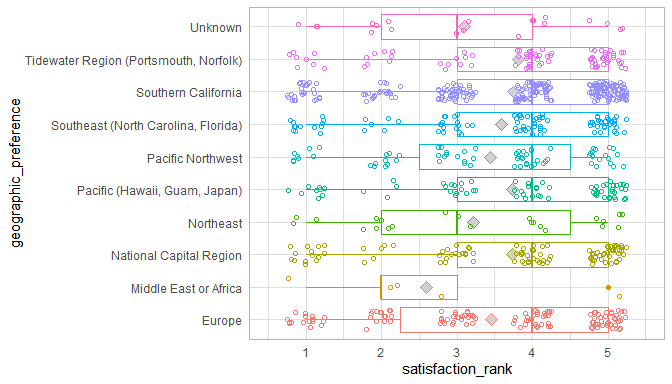 Unknown
Tidewater Region (Portsmouth, Norfolk)
Southern California
Southeast (North Carolina, Florida)
Pacific Northwest
Pacific (Hawaii, Guam, Japan)
Northeast
National Capital Region
Middle East or Africa
Europe
geographic_preference
1 2 3 4 5
satisfaction_rank